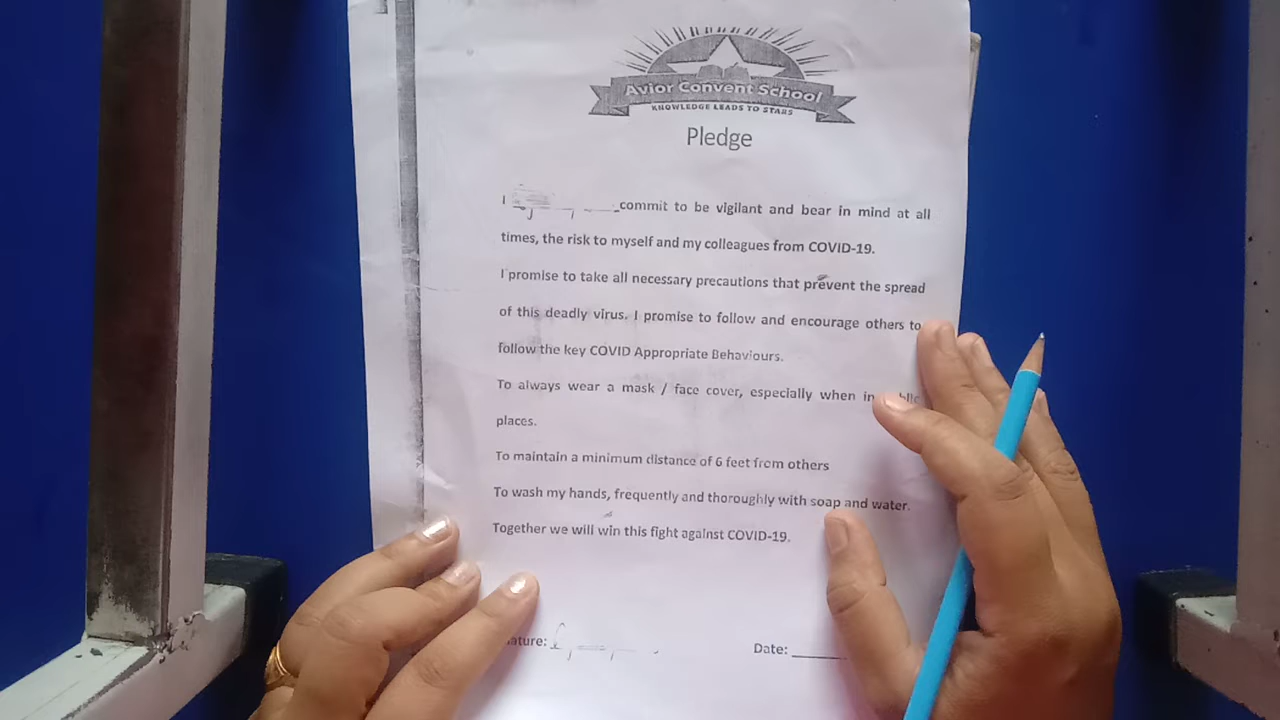 Avior Convent School
KNOWLEDGE LEADS TO STARS
Pledge
I commit to be vigilant and bear in mind at all
times, the risk to myself and my colleagues from COVID-19.
I promise to take all necessary precautions that prevent the spread
of this deadly virus. I promise to follow and encourage others to
follow the key COVID Appropriate Behaviours.
To always wear a mask / face cover, especially when in
places.
To maintain a minimum distance of 6 feet from others
To wash my hands, frequently and thoroughly with soap and water.
Together we will win this fight against COVID-19.
ature: Date: